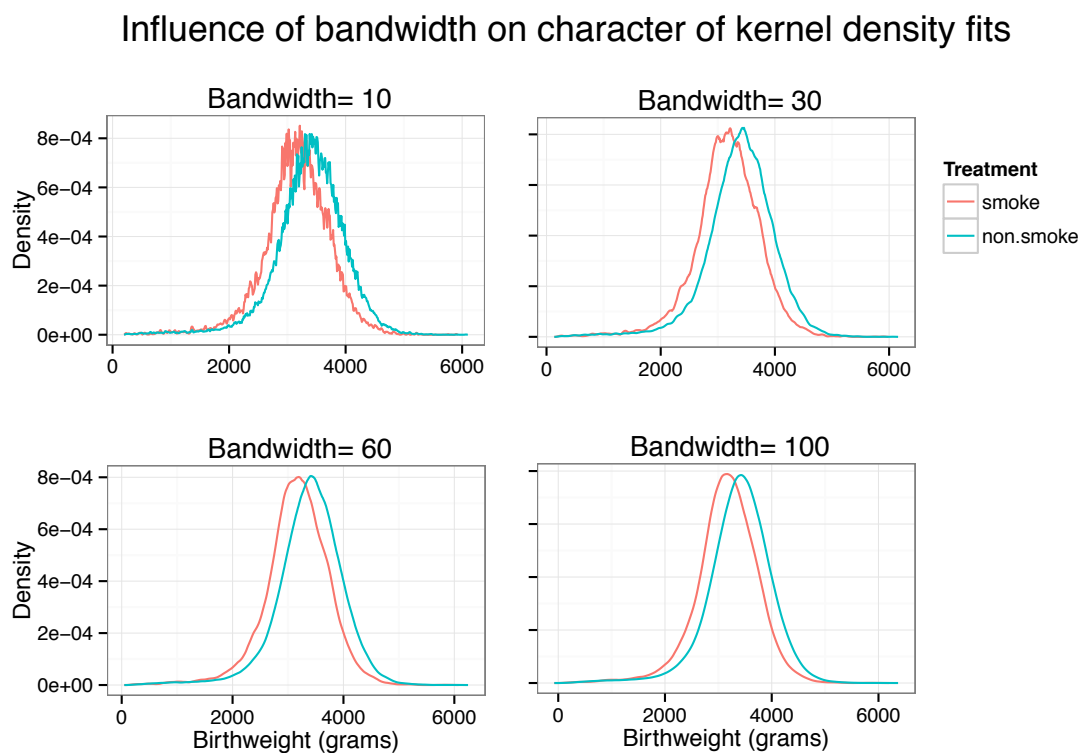 Influence of bandwidth on character of kernel density fits
Bandwidth= 10
8e−04
6e−04
4e−04
2e−04
0e+00
Density
0 2000 4000 6000
Bandwidth= 30
0 2000 4000 6000
Treatment
smoke
non.smoke
Bandwidth= 60
8e−04
6e−04
4e−04
2e−04
0e+00
Density
0 2000 4000 6000
Birthweight (grams)
Bandwidth= 100
0 2000 4000 6000
Birthweight (grams)